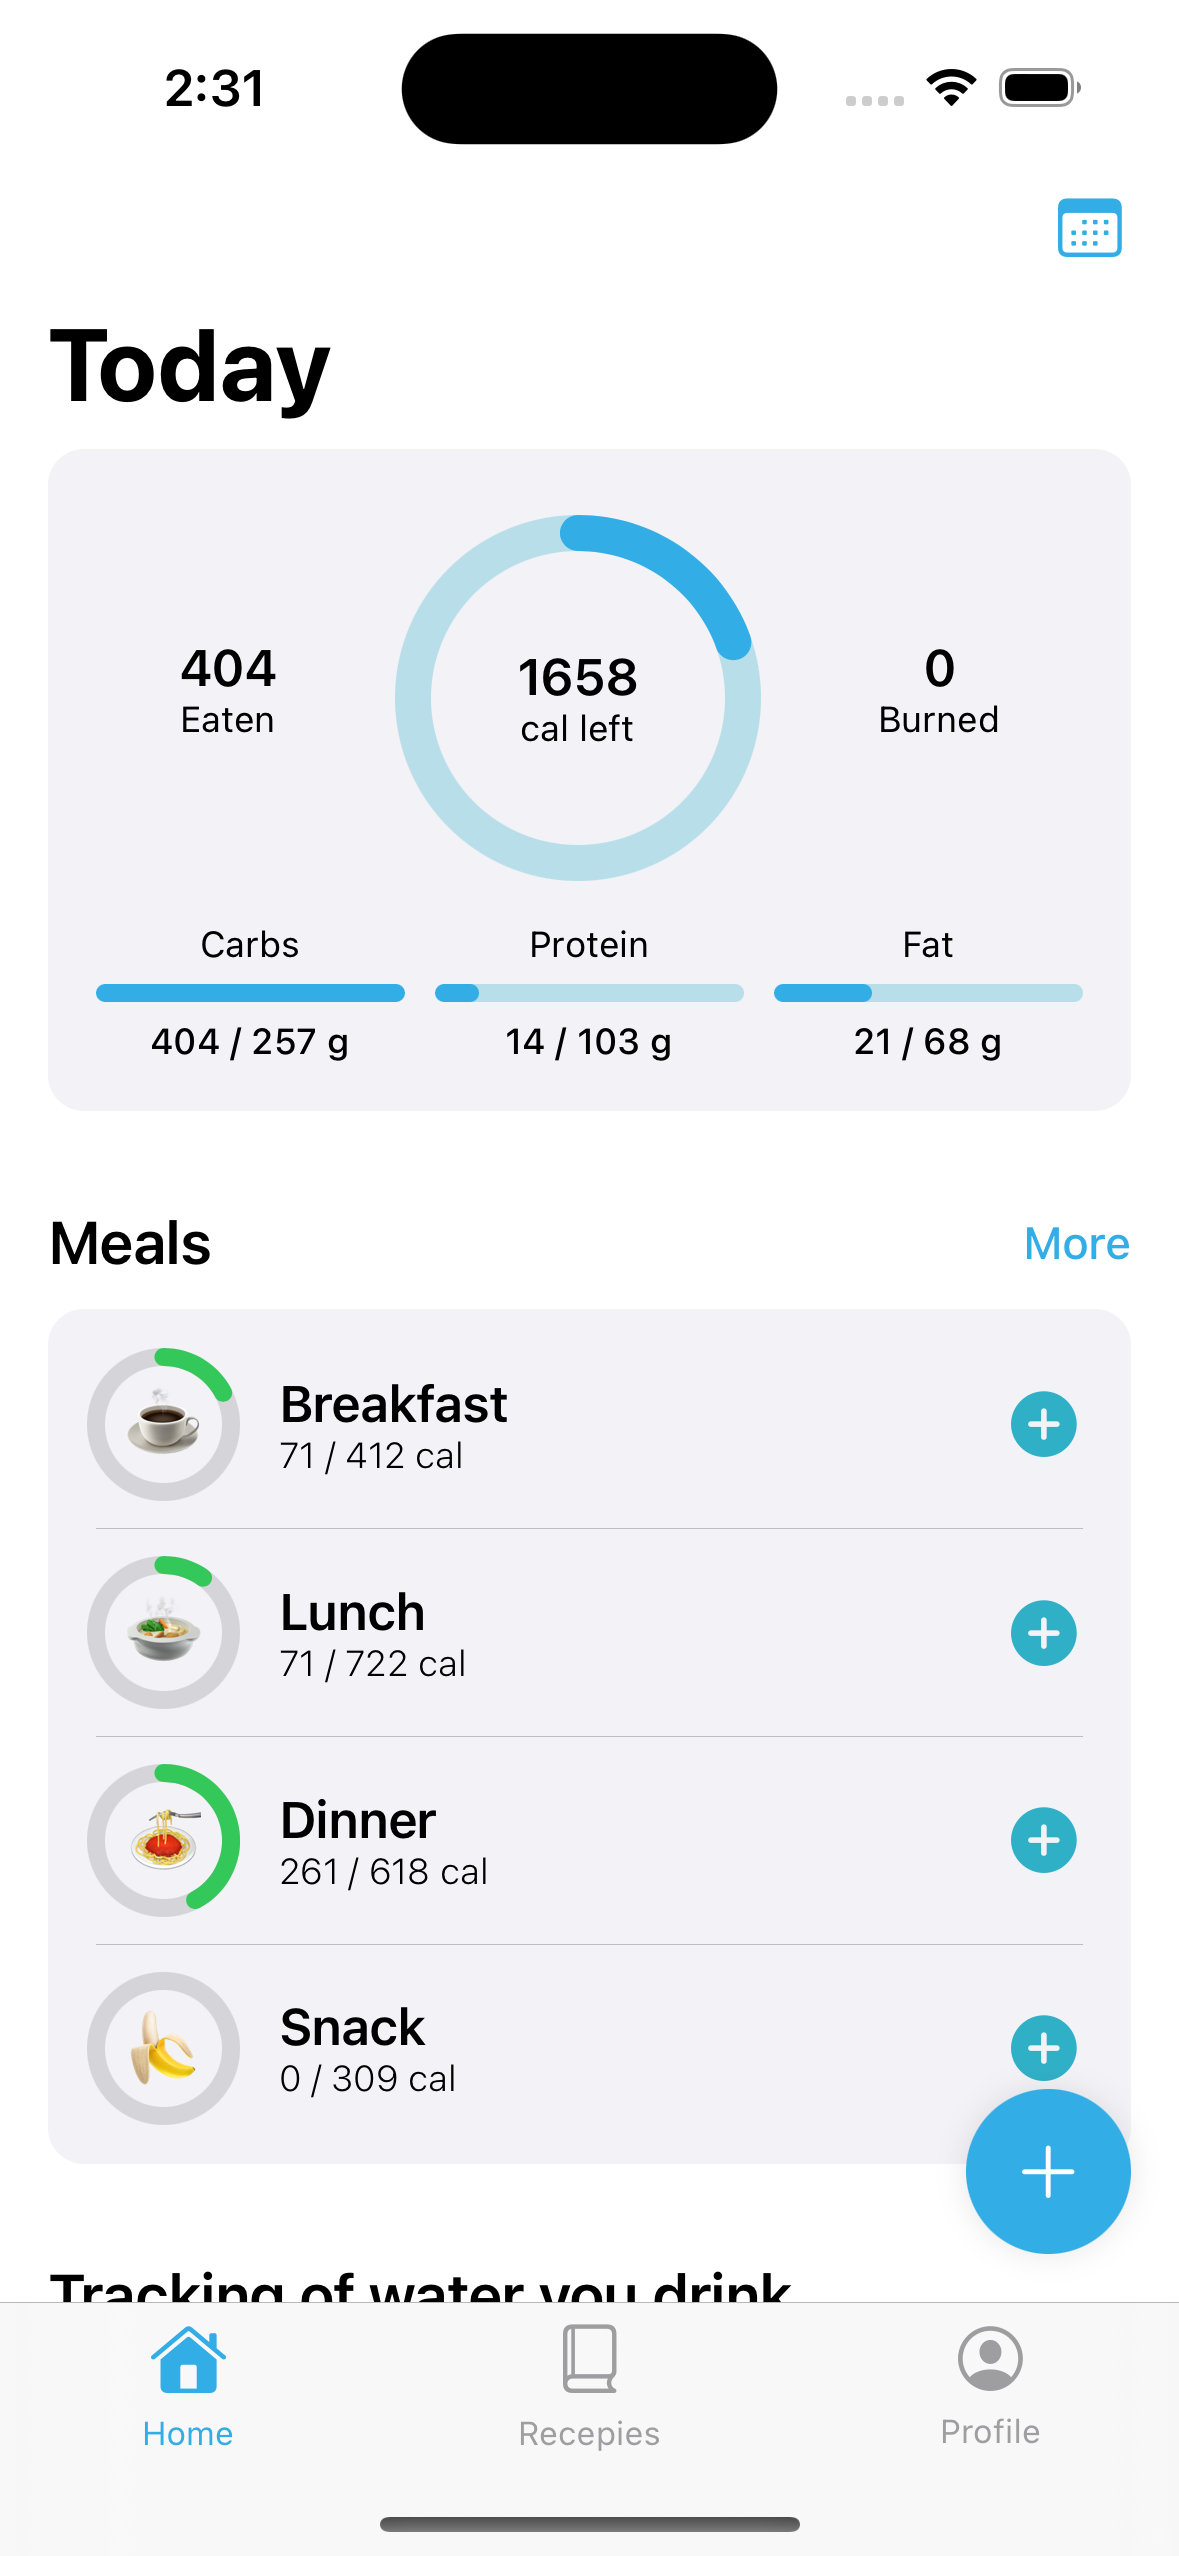 2:31
Today
404
Eaten
1658
cal left
0
Burned
Carbs
Protein
Fat
404 / 257 g
14 / 103 g
21 / 68 g
Meals
More
Breakfast
71 / 412 cal
Lunch
71 / 722 cal
Dinner
261 / 618 cal
Snack
0 / 309 cal
Tracking of water you drink
Home
Recepies
Profile